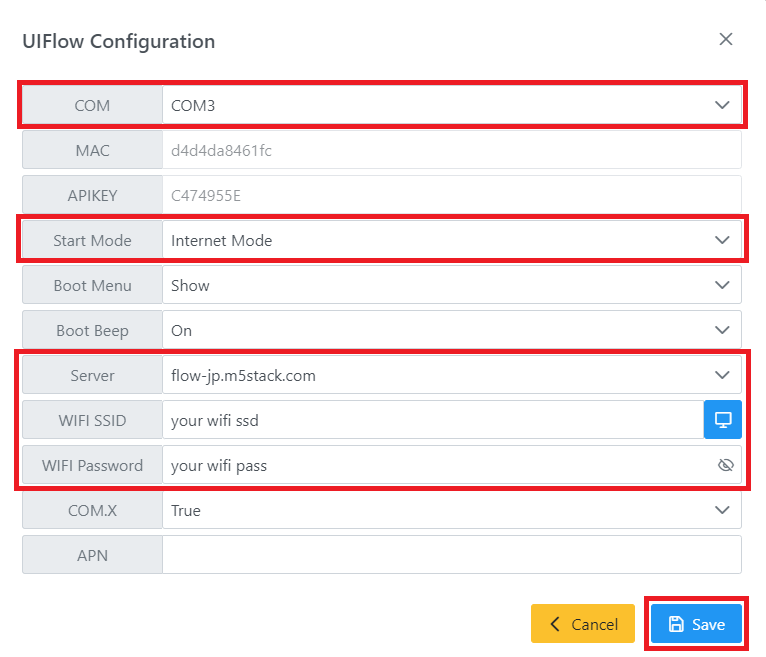 UIFlow Configuration
COM COM3
MAC d4d4da8461fc
APIKEY C474955E
Start Mode Internet Mode
Boot Menu Show
Boot Beep On
Server flow-jp.m5stack.com
WIFI SSID your wifi ssd
WIFI Password your wifi pass
COM.X True
APN
Cancel Save